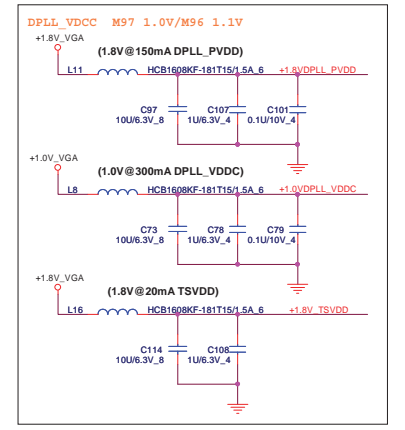 DPLL_VDCC M97 1.0V/M96 1.1V
+1.8V_VGA
(1.8V@150mA DPLL_PVDD)
L11 HCB1608KF-181T15/1.5A_6 +1.8VDPLL_PVDD
C97 C107 C101
10U/6.3V_8 1U/6.3V_4 0.1U/10V_4
+1.0V_VGA
(1.0V@300mA DPLL_VDDC)
L8 HCB1608KF-181T15/1.5A_6 +1.0VDPLL_VDDC
C73 C78 C79
10U/6.3V_8 1U/6.3V_4 0.1U/10V_4
+1.8V_VGA
(1.8V@20mA TSVDD)
L16 HCB1608KF-181T15/1.5A_6 +1.8V_TSVDD
C114 C108
10U/6.3V_8 1U/6.3V_4